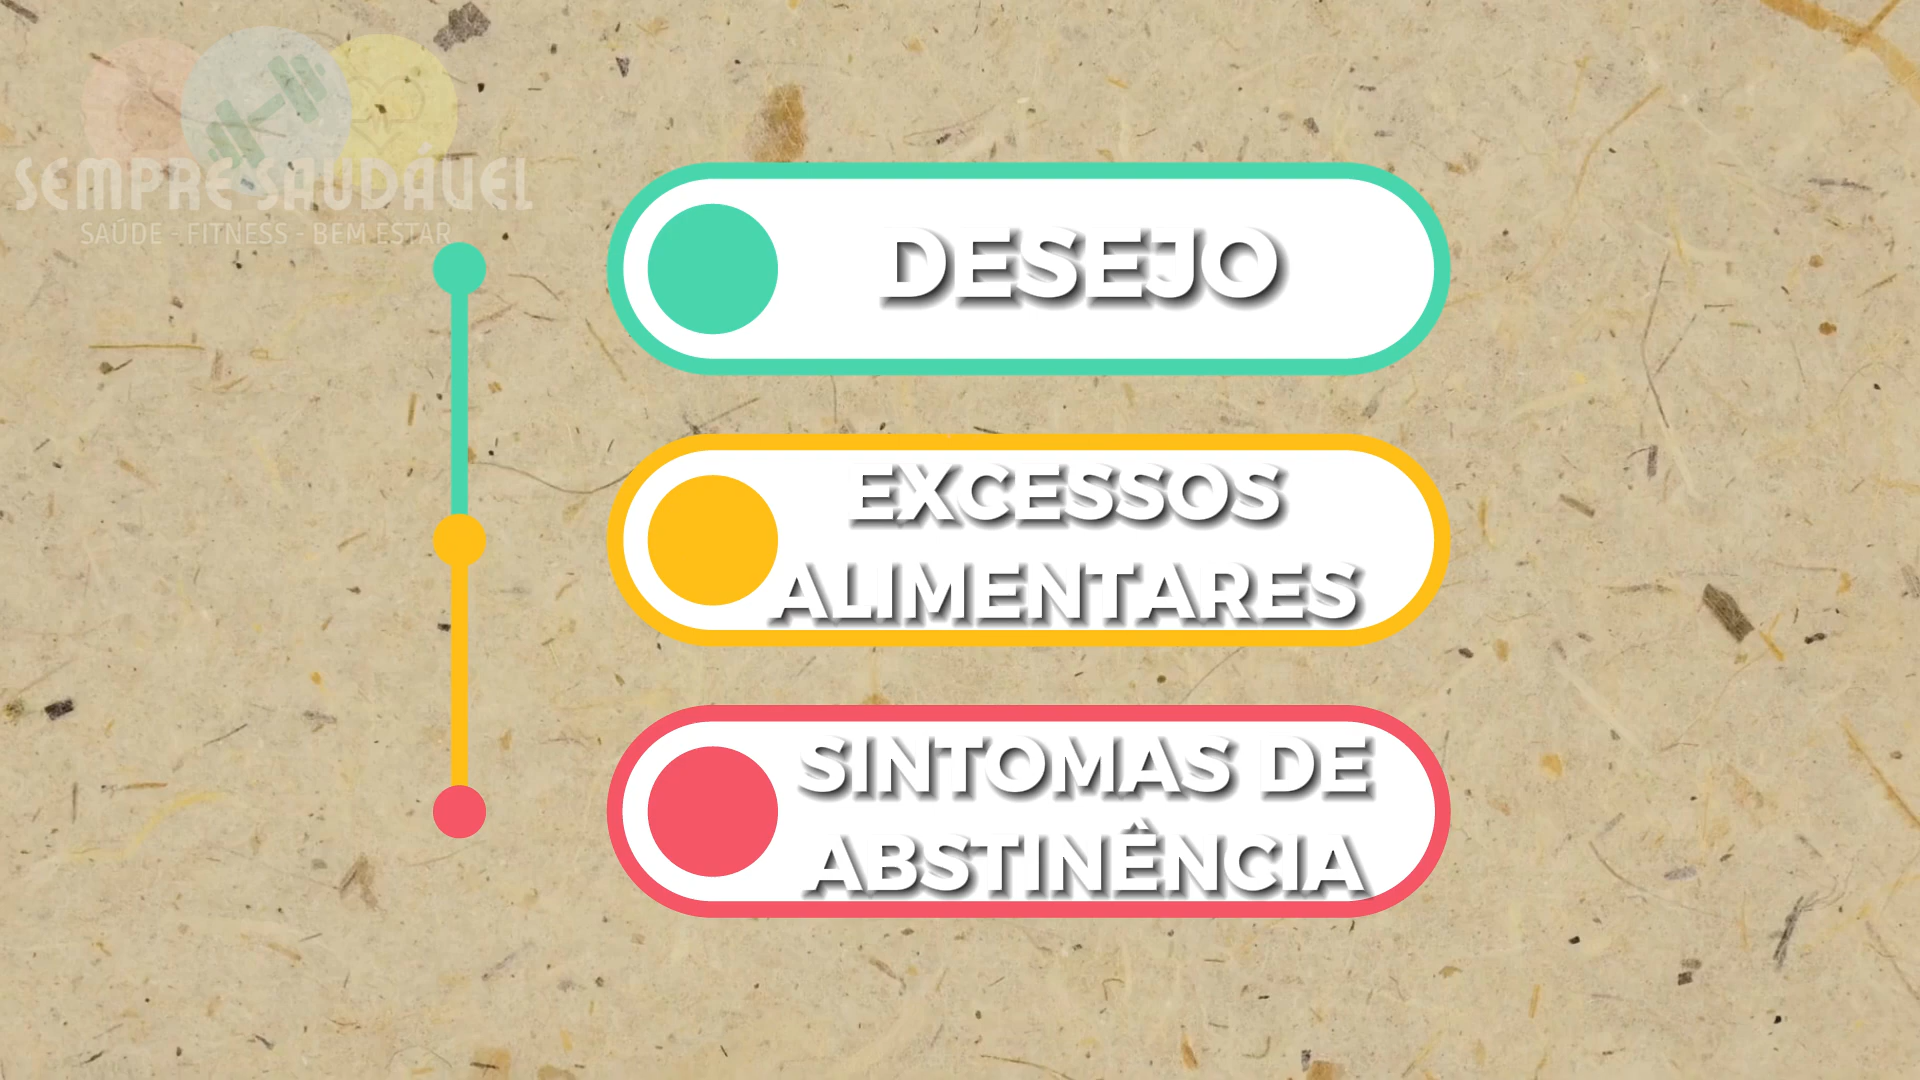 SEMPRE SAUDÁVEL
SAÚDE - FITNESS - BEM ESTAR
DESEJO
EXCESSOS
ALIMENTARES
SINTOMAS DE
ABSTINÊNCIA